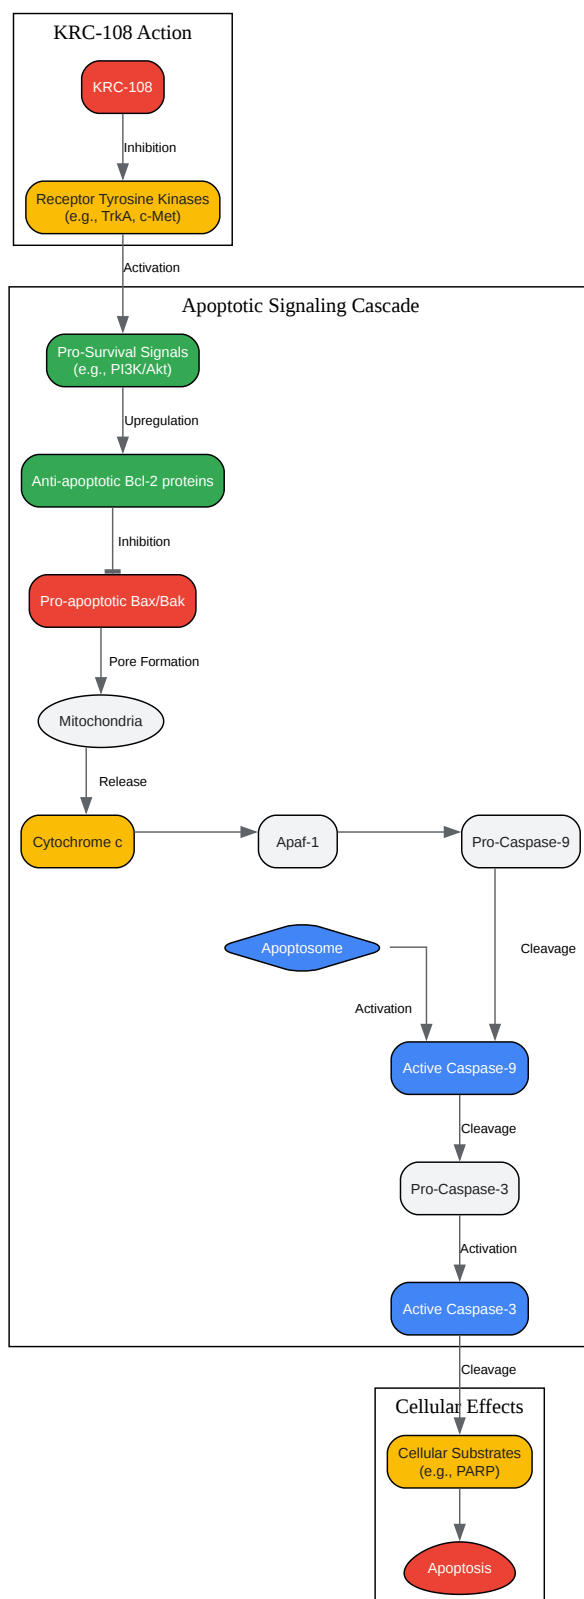 KRC-108 Action
KRC-108
Inhibition
Receptor Tyrosine Kinases
(e.g., TrkA, c-Met)
Activation
Apoptotic Signaling Cascade
Pro-Survival Signals
(e.g., PI3K/Akt)
Upregulation
Anti-apoptotic Bcl-2 proteins
Inhibition
Pro-apoptotic Bax/Bak
Pore Formation
Mitochondria
Release
Cytochrome c
Apaf-1
Pro-Caspase-9
Apoptosome
Cleavage
Activation
Active Caspase-9
Cleavage
Pro-Caspase-3
Activation
Active Caspase-3
Cleavage
Cellular Effects
Cellular Substrates
(e.g., PARP)
Apoptosis